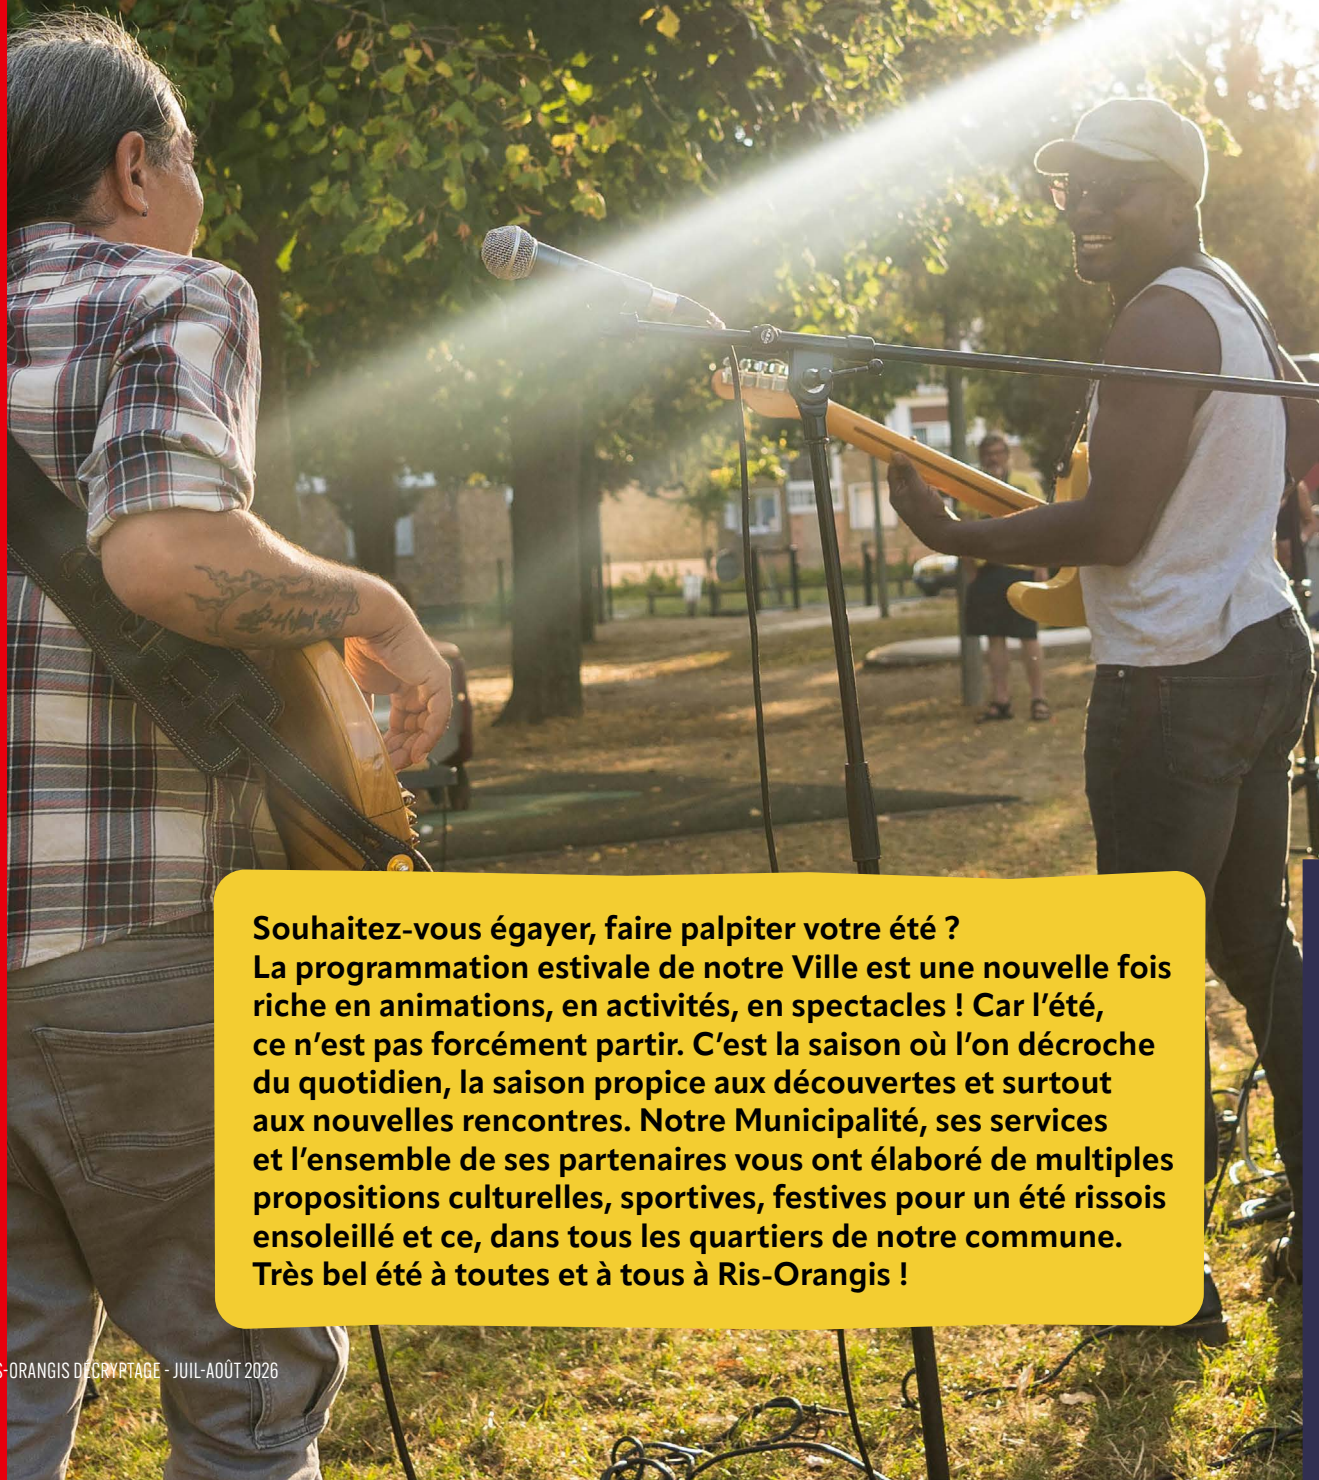 Souhaitez-vous égayer, faire palpiter votre été ?
La programmation estivale de notre Ville est une nouvelle fois
riche en animations, en activités, en spectacles ! Car l’été,
ce n’est pas forcément partir. C’est la saison où l’on décroche
du quotidien, la saison propice aux découvertes et surtout
aux nouvelles rencontres. Notre Municipalité, ses services
et l’ensemble de ses partenaires vous ont élaboré de multiples
propositions culturelles, sportives, festives pour un été rissois
ensoleillé et ce, dans tous les quartiers de notre commune.
Très bel été à toutes et à tous à Ris-Orangis !
S-ORANGIS DÉCRYPTAGE - JUIL-AOÛT 2026